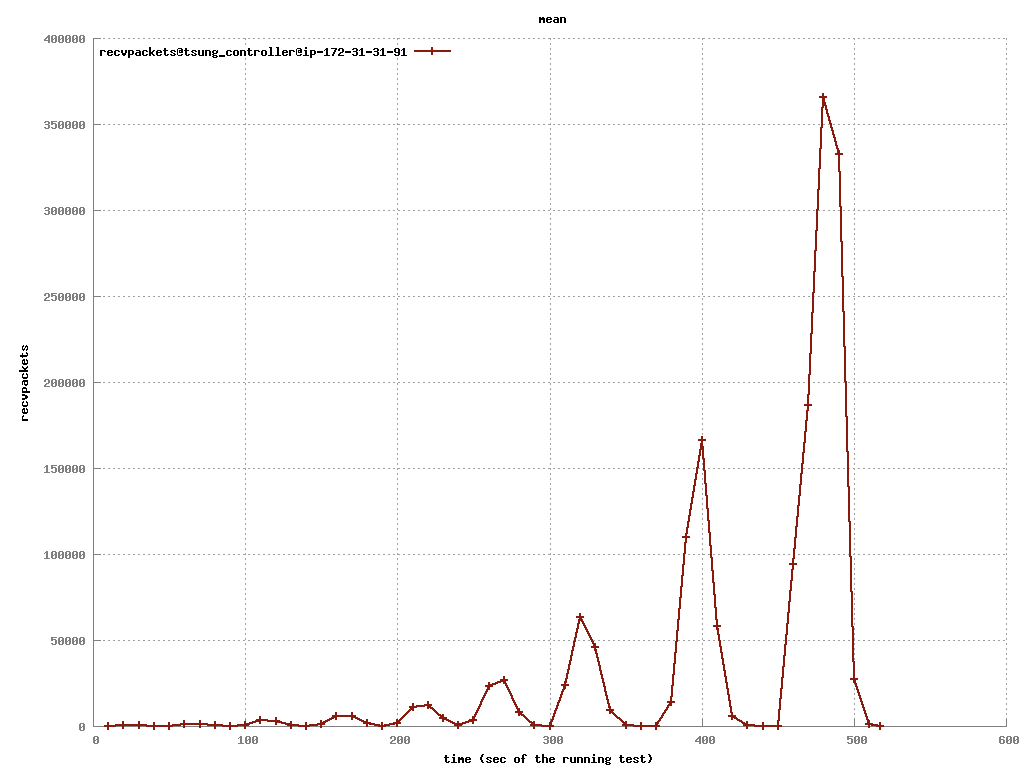 mean
recvpackets@tsung_controller@ip-172-31-31-91
400000
350000
300000
250000
200000
150000
100000
50000
0
recvpackets
0 100 200 300 400 500 600
time (sec of the running test)